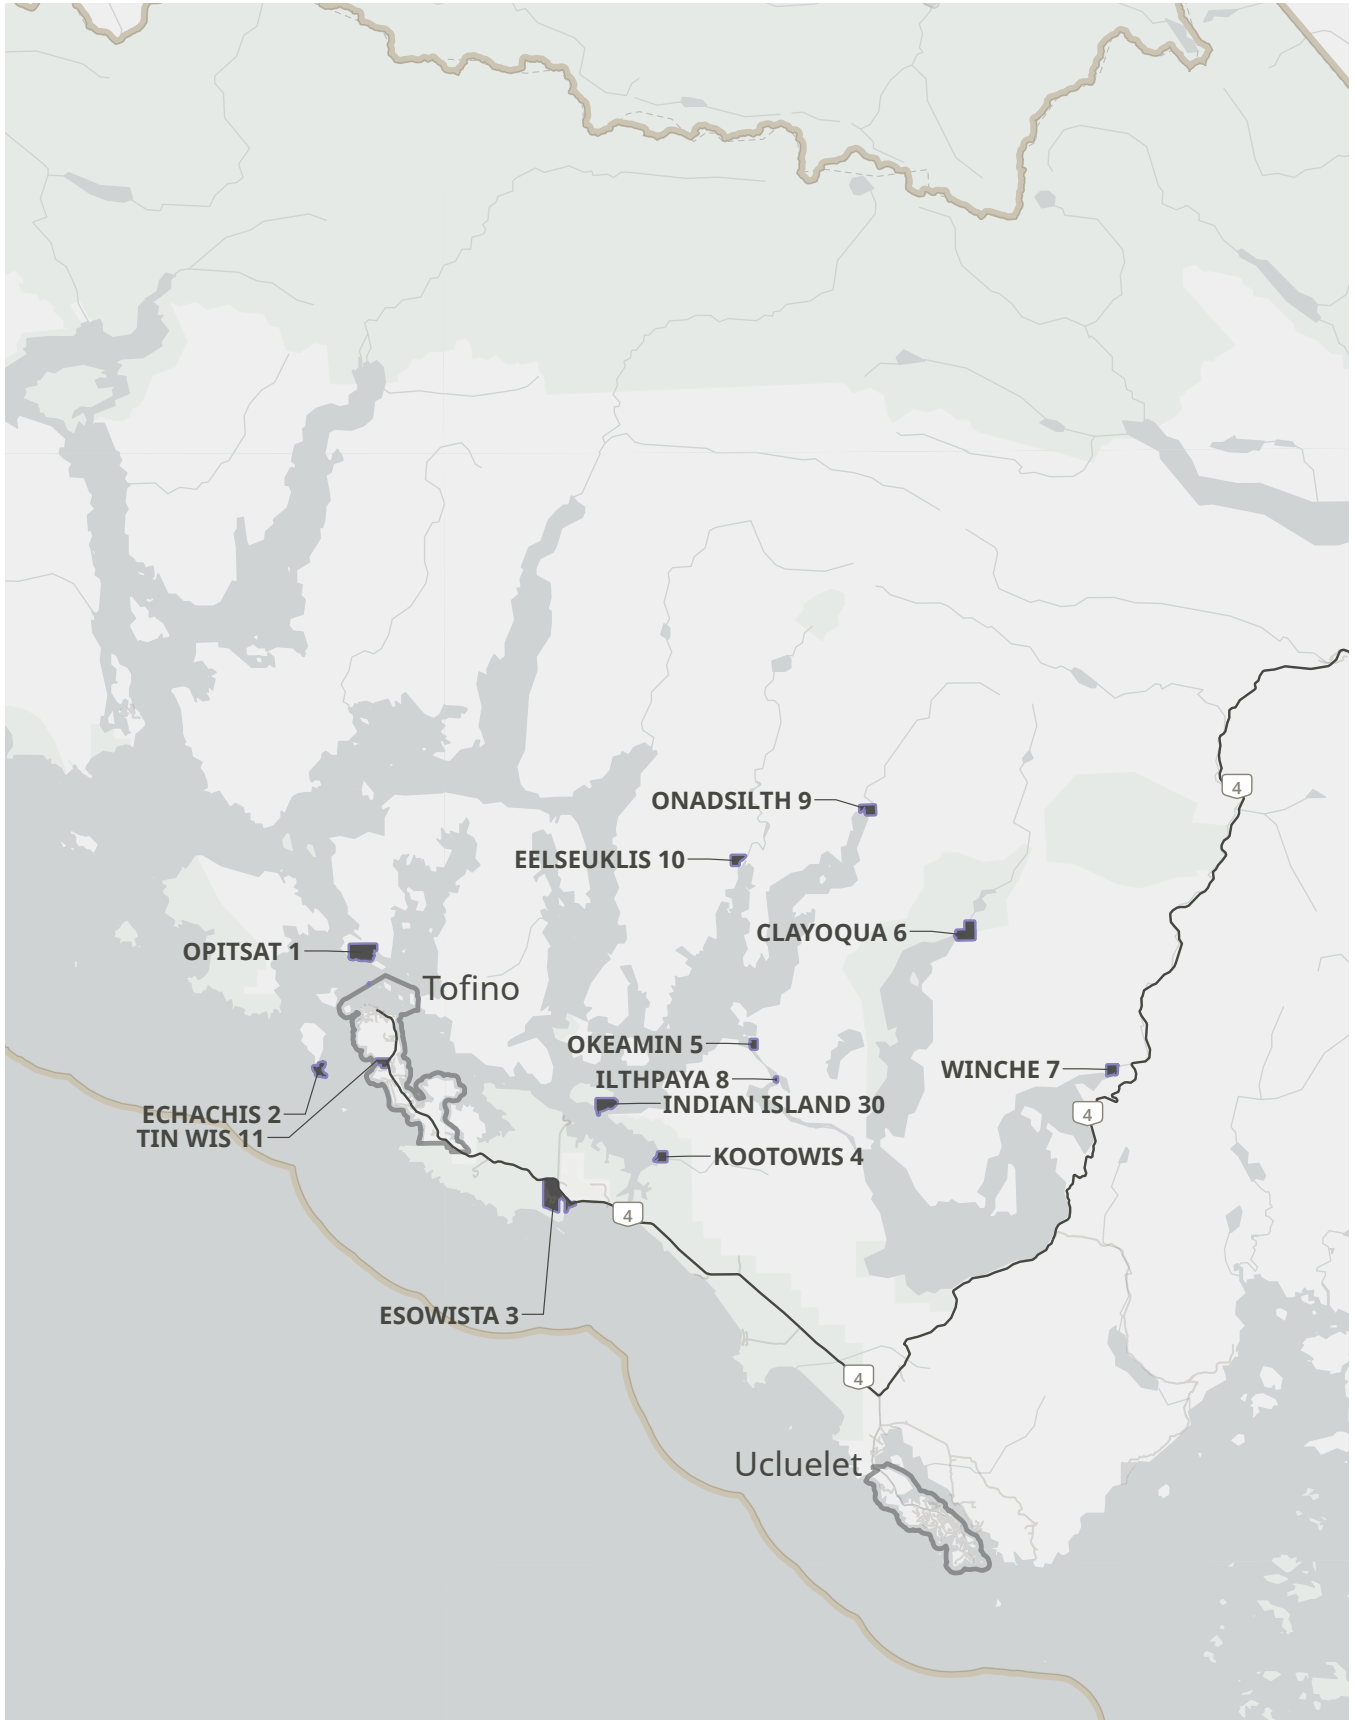 4
ONADSILTH 9
EELSEUKLIS 10
CLAYOQUA 6
OPITSAT 1
Tofino
OKEAMIN 5
WINCHE 7
ILTHPAYA 8
INDIAN ISLAND 30
ECHACHIS 2
4
TIN WIS 11
KOOTOWIS 4
4
ESOWISTA 3
4
Ucluelet